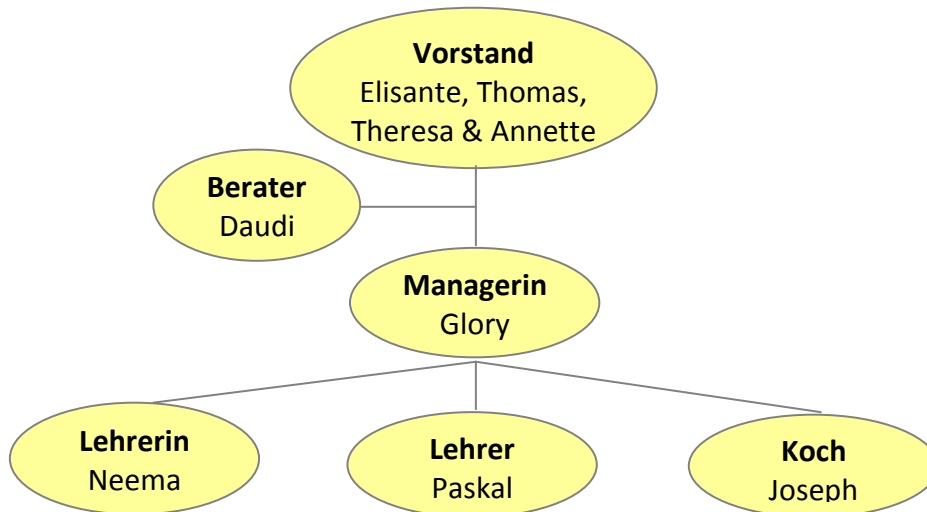 Vorstand
Elisante, Thomas,
Theresa & Annette
Berater
Daudi
Managerin
Glory
Lehrerin
Neema
Lehrer
Paskal
Koch
Joseph